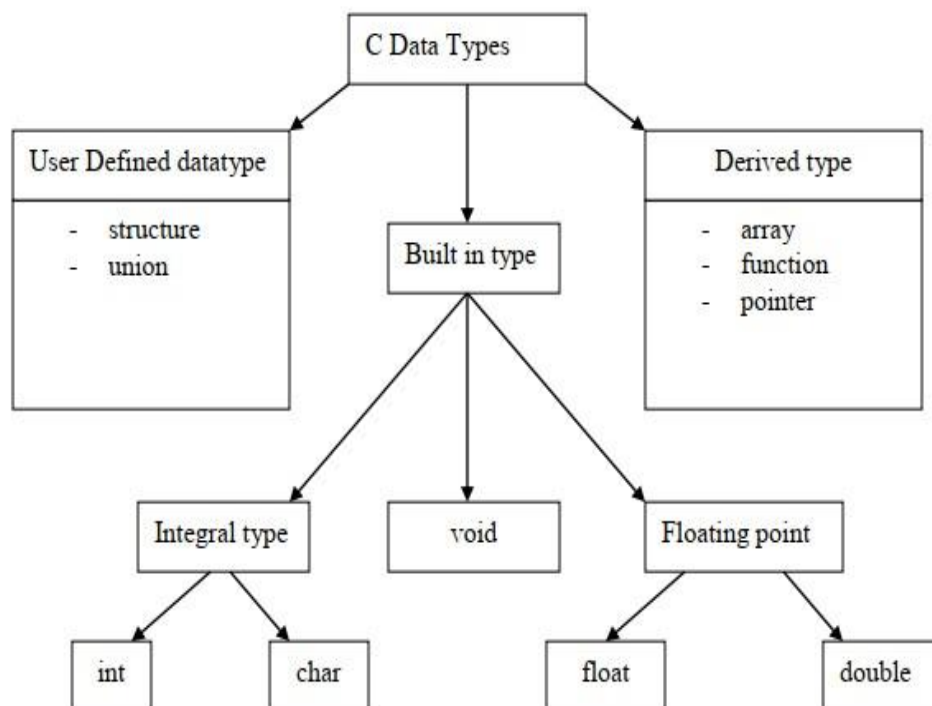 C Data Types
User Defined datatype
- structure
- union
Built in type
Derived type
- array
- function
- pointer
Integral type
void
Floating point
int
char
float
double